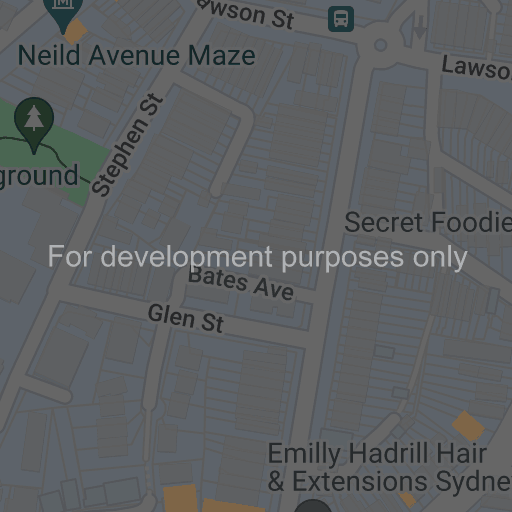 awson St
Neild Avenue Maze
Lawson
Stephen St
ground
Secret Foodie
For development purposes only
Bates Ave
Glen St
Emilly Hadrill Hair
& Extensions Sydne